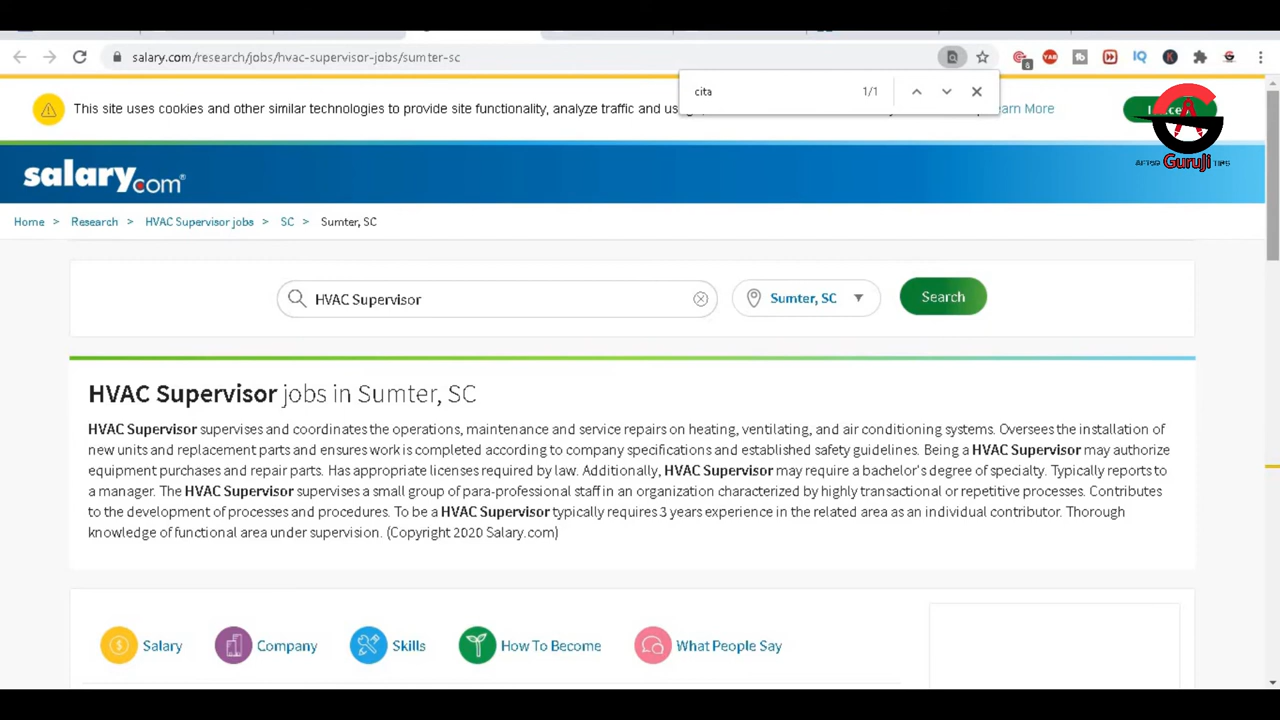 salary.com/research/jobs/hvac-supervisor-jobs/sumter-sc
cita 1/1
This site uses cookies and other similar technologies to provide site functionality, analyze traffic and
Learn More
AFTER GuruJi TIPS
salary.com®
Home > Research > HVAC Supervisor jobs > SC > Sumter, SC
HVAC Supervisor
Sumter, SC
Search
HVAC Supervisor jobs in Sumter, SC
HVAC Supervisor supervises and coordinates the operations, maintenance and service repairs on heating, ventilating, and air conditioning systems. Oversees the installation of
new units and replacement parts and ensures work is completed according to company specifications and established safety guidelines. Being a HVAC Supervisor may authorize
equipment purchases and repair parts. Has appropriate licenses required by law. Additionally, HVAC Supervisor may require a bachelor's degree of specialty. Typically reports to
a manager. The HVAC Supervisor supervises a small group of para-professional staff in an organization characterized by highly transactional or repetitive processes. Contributes
to the development of processes and procedures. To be a HVAC Supervisor typically requires 3 years experience in the related area as an individual contributor. Thorough
knowledge of functional area under supervision. (Copyright 2020 Salary.com)
Salary
Company
Skills
How To Become
What People Say